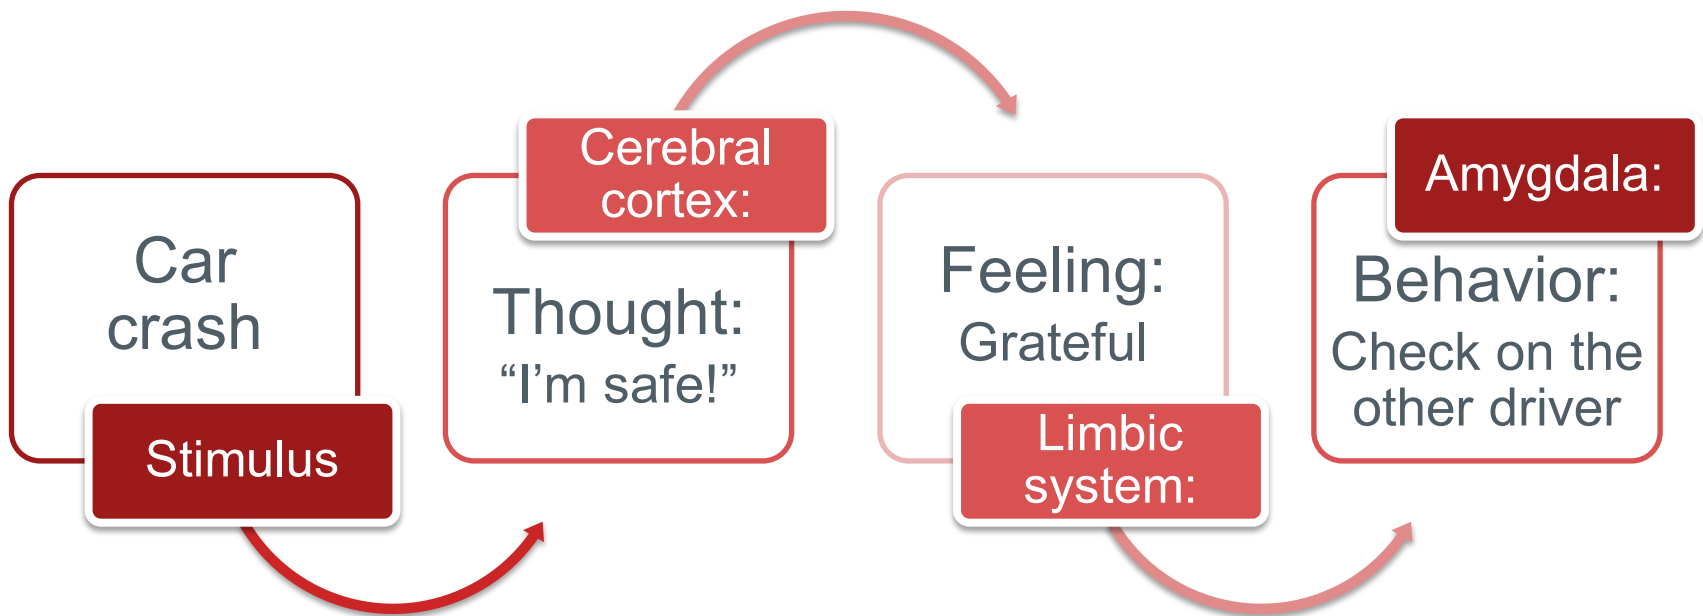 Car
crash
Stimulus
Cerebral
cortex:
Thought:
“I’m safe!”
Feeling:
Grateful
Limbic
system:
Amygdala:
Behavior:
Check on the
other driver